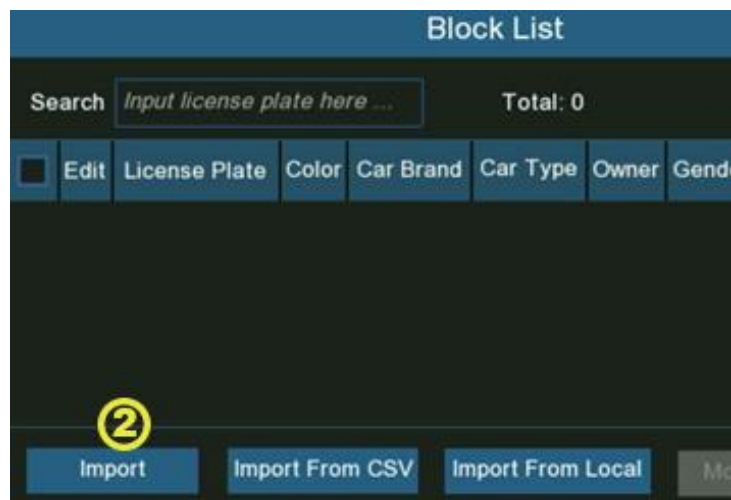 Block List
Search Input license plate here ... Total: 0
Edit License Plate Color Car Brand Car Type Owner
2
Import Import From CSV Import From Local